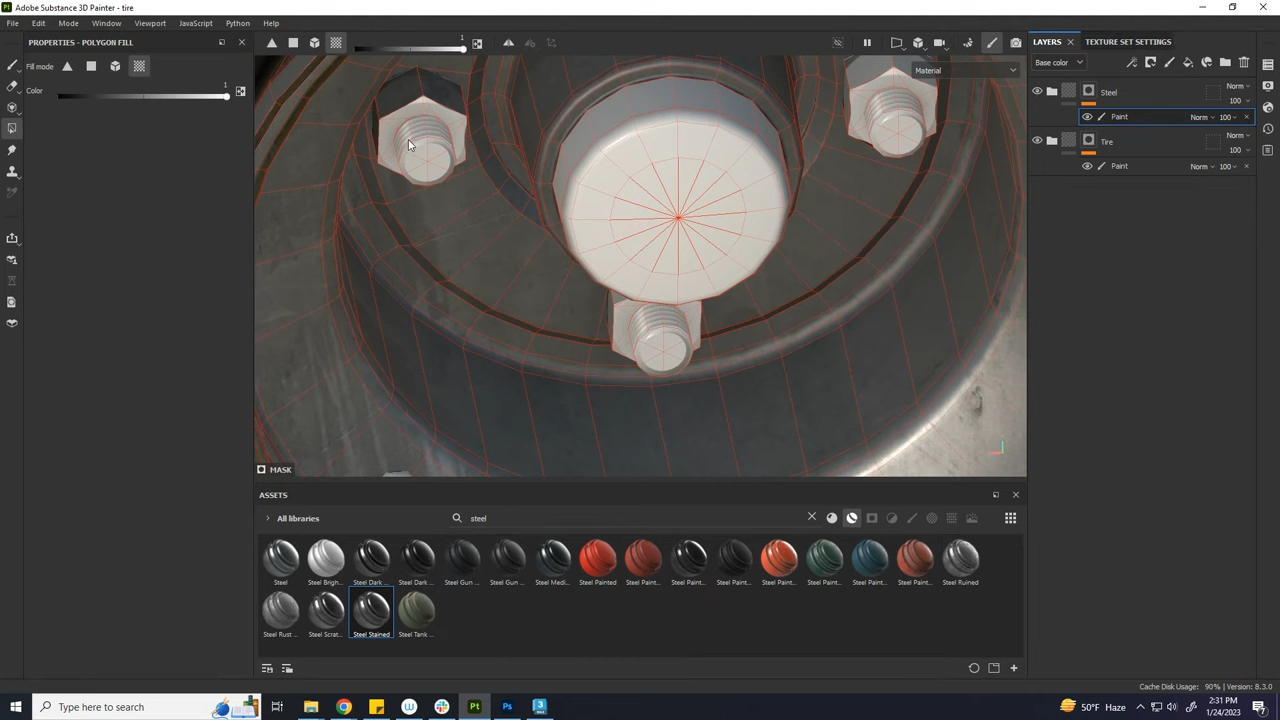 Adobe Substance 3D Painter - tire
File Edit Mode Window Viewport JavaScript Python Help
PROPERTIES - POLYGON FILL
Fill mode
Color 1
1
Material
MASK
LAYERS TEXTURE SET SETTINGS
Base color
Steel Norm 100
Paint Norm 100
Tire Norm 100
Paint Norm 100
ASSETS
All libraries steel
Steel Steel Brigh... Steel Dark ... Steel Dark ... Steel Gun ... Steel Gun ... Steel Medi... Steel Painted Steel Paint... Steel Paint... Steel Paint... Steel Paint... Steel Paint... Steel Paint... Steel Paint... Steel Ruined
Steel Rust ... Steel Scrat... Steel Stained Steel Tank ...
Cache Disk Usage: 90% | Version: 8.3.0
Type here to search
50°F Haze
2:31 PM
1/24/2023